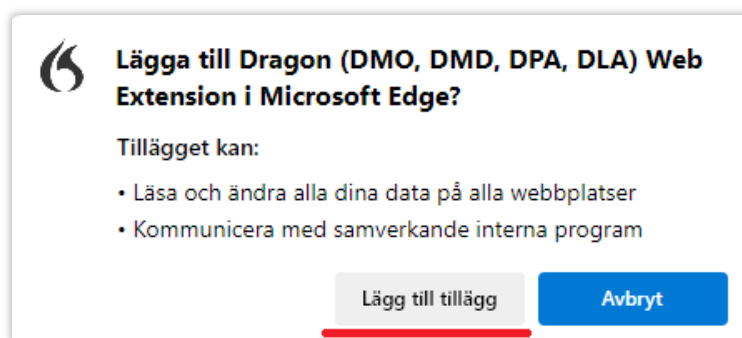 Lägga till Dragon (DMO, DMD, DPA, DLA) Web
Extension i Microsoft Edge?
Tillägget kan:
• Läsa och ändra alla dina data på alla webbplatser
• Kommunicera med samverkande interna program
Lägg till tillägg
Avbryt